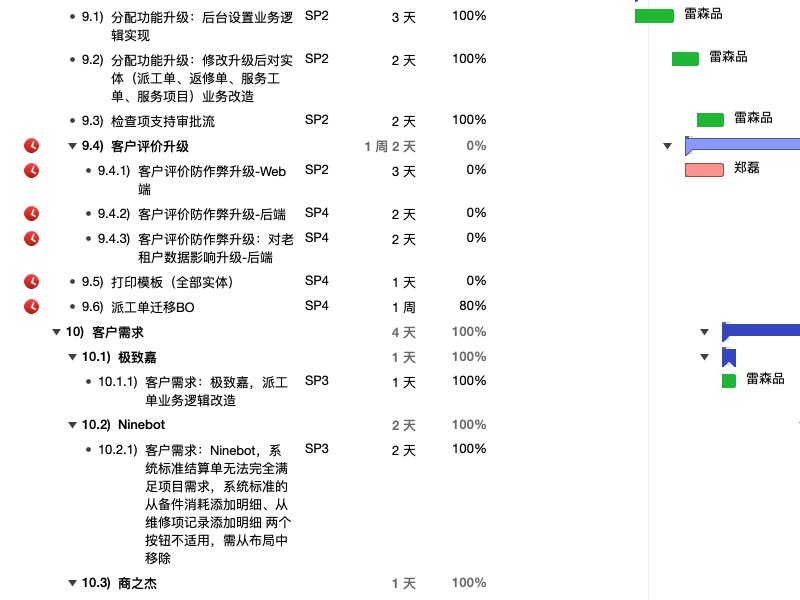 9.1) 分配功能升级：后台设置业务逻 SP2 3 天 100% 雷森品
辑实现
9.2) 分配功能升级：修改升级后对实 SP2 2 天 100% 雷森品
体（派工单、返修单、服务工
单、服务项目）业务改造
9.3) 检查项支持审批流 SP2 2 天 100% 雷森品
9.4) 客户评价升级 1 周 2 天 0%
9.4.1) 客户评价防作弊升级-Web SP2 3 天 0% 郑磊
端
9.4.2) 客户评价防作弊升级-后端 SP4 2 天 0%
9.4.3) 客户评价防作弊升级：对老 SP4 2 天 0%
租户数据影响升级-后端
9.5) 打印模板（全部实体） SP4 1 天 0%
9.6) 派工单迁移BO SP4 1 周 80%
10) 客户需求 4 天 100%
10.1) 极致嘉 1 天 100%
10.1.1) 客户需求：极致嘉，派工 SP3 1 天 100% 雷森品
单业务逻辑改造
10.2) Ninebot 2 天 100%
10.2.1) 客户需求：Ninebot，系 SP3 2 天 100%
统标准结算单无法完全满
足项目需求，系统标准的
从备件消耗添加明细、从
维修项记录添加明细 两个
按钮不适用，需从布局中
移除
10.3) 商之杰 1 天 100%